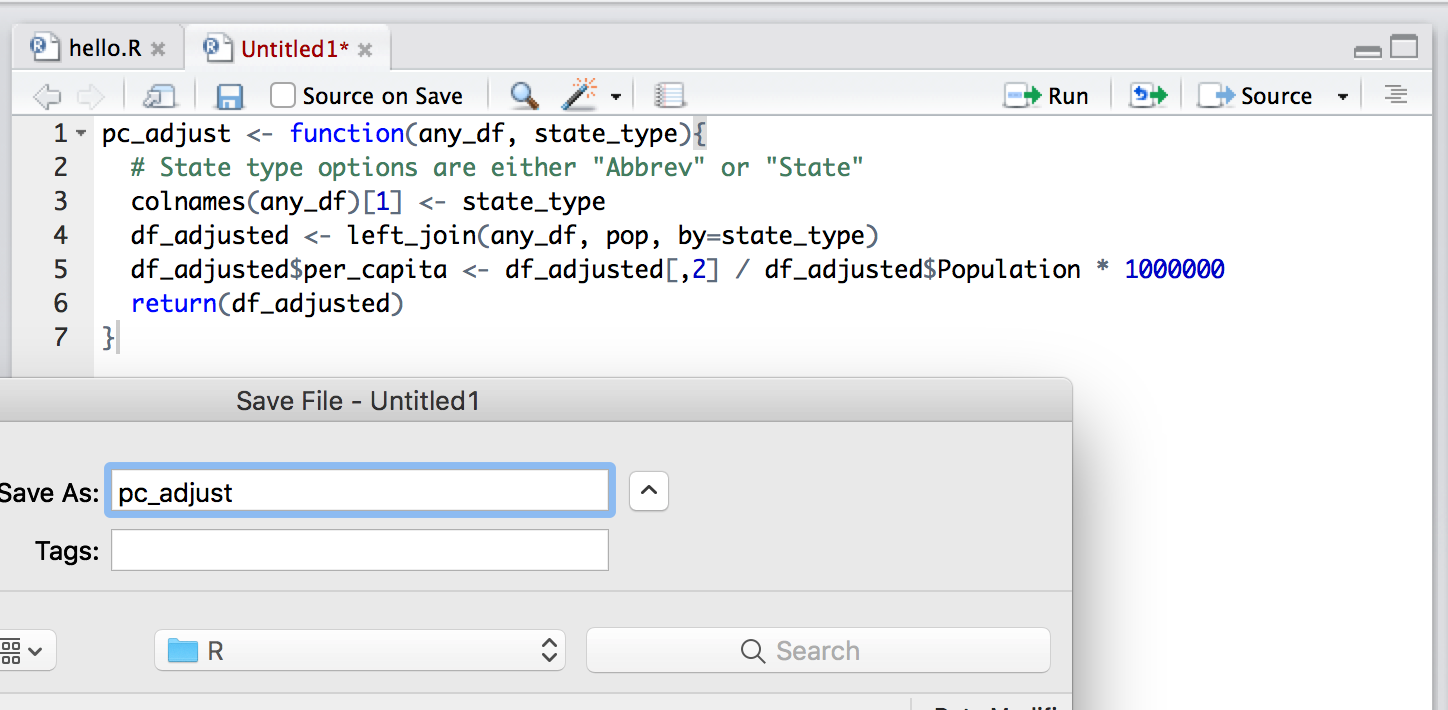 hello.R
Untitled1*
Source on Save
Run
Source
1 pc_adjust <- function(any_df, state_type){
2 # State type options are either "Abbrev" or "State"
3 colnames(any_df)[1] <- state_type
4 df_adjusted <- left_join(any_df, pop, by=state_type)
5 df_adjusted$per_capita <- df_adjusted[,2] / df_adjusted$Population * 1000000
6 return(df_adjusted)
7 }
Save File - Untitled1
Save As: pc_adjust
Tags:
R
Search